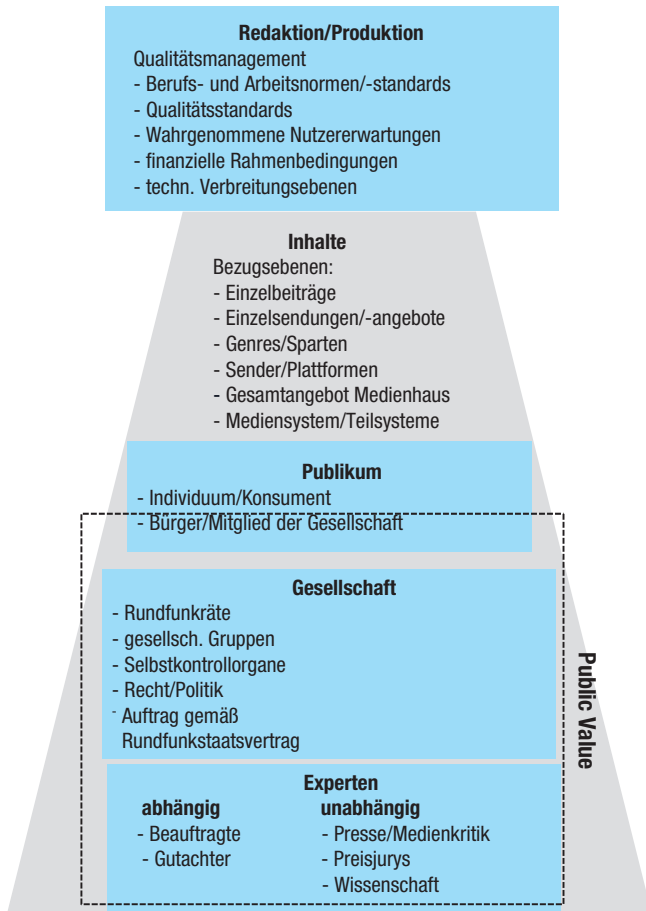 Redaktion/Produktion
Qualitätsmanagement
- Berufs- und Arbeitsnormen/-standards
- Qualitätsstandards
- Wahrgenommene Nutzererwartungen
- finanzielle Rahmenbedingungen
- techn. Verbreitungsebenen
Inhalte
Bezugsebenen:
- Einzelbeiträge
- Einzelsendungen/-angebote
- Genres/Sparten
- Sender/Plattformen
- Gesamtangebot Medienhaus
- Mediensystem/Teilsysteme
Publikum
- Individuum/Konsument
- Bürger/Mitglied der Gesellschaft
Gesellschaft
- Rundfunkräte
- gesellsch. Gruppen
- Selbstkontrollorgane
- Recht/Politik
- Auftrag gemäß
Rundfunkstaatsvertrag
Public Value
Experten
abhängig
- Beauftragte
- Gutachter
unabhängig
- Presse/Medienkritik
- Preisjurys
- Wissenschaft